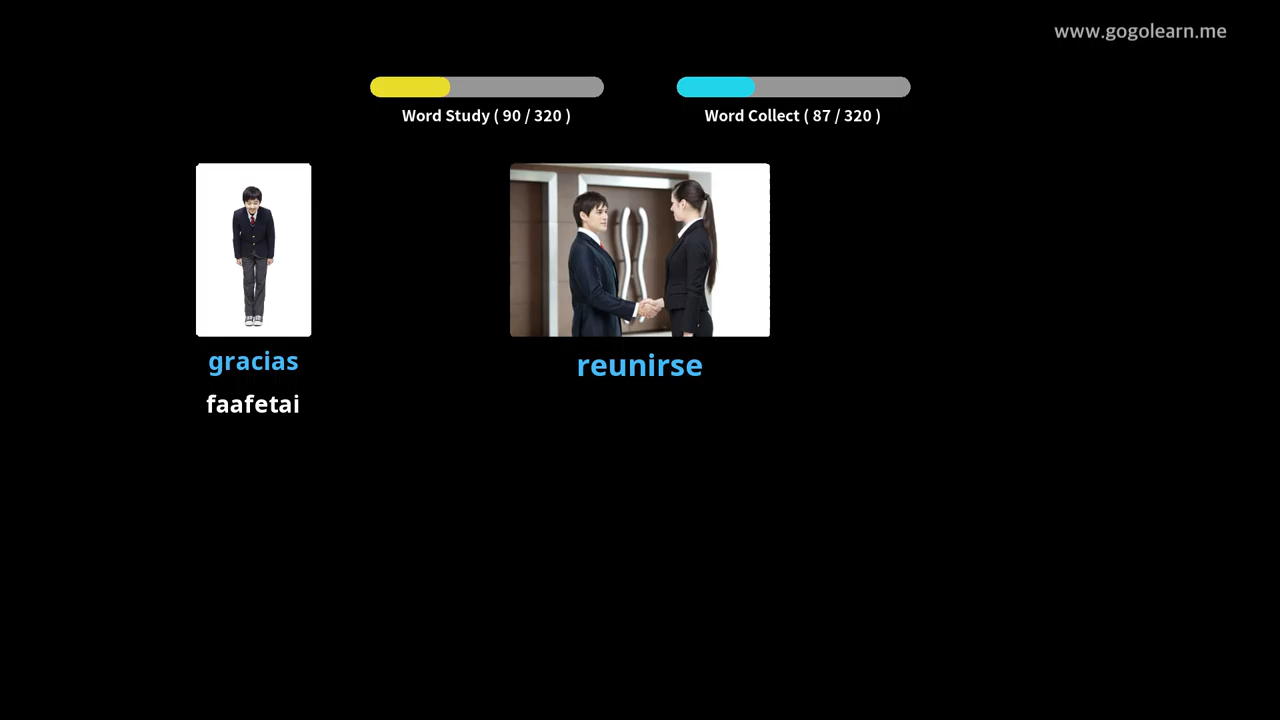 www.gogolearn.me
Word Study ( 90 / 320 )
Word Collect ( 87 / 320 )
gracias
faafetai
reunirse